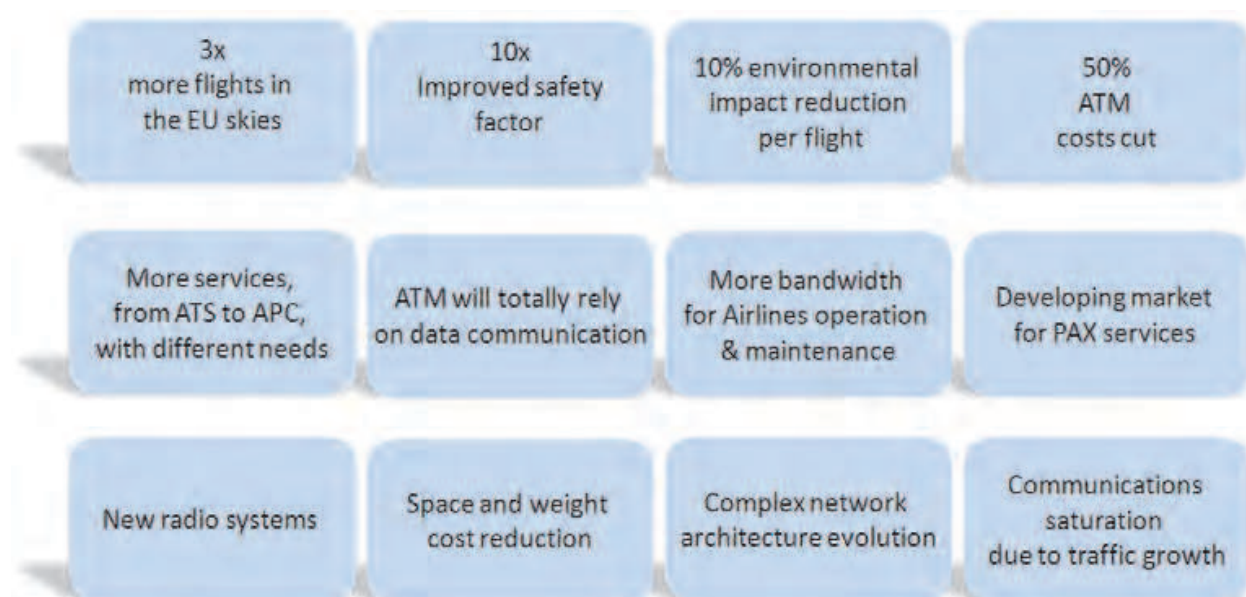 3x
more flights in
the EU skies
10x
Improved safety
factor
10% environmental
impact reduction
per flight
50%
ATM
costs cut
More services,
from ATS to APC,
with different needs
ATM will totally rely
on data communication
More bandwidth
for Airlines operation
& maintenance
Developing market
for PAX services
New radio systems
Space and weight
cost reduction
Complex network
architecture evolution
Communications
saturation
due to traffic growth